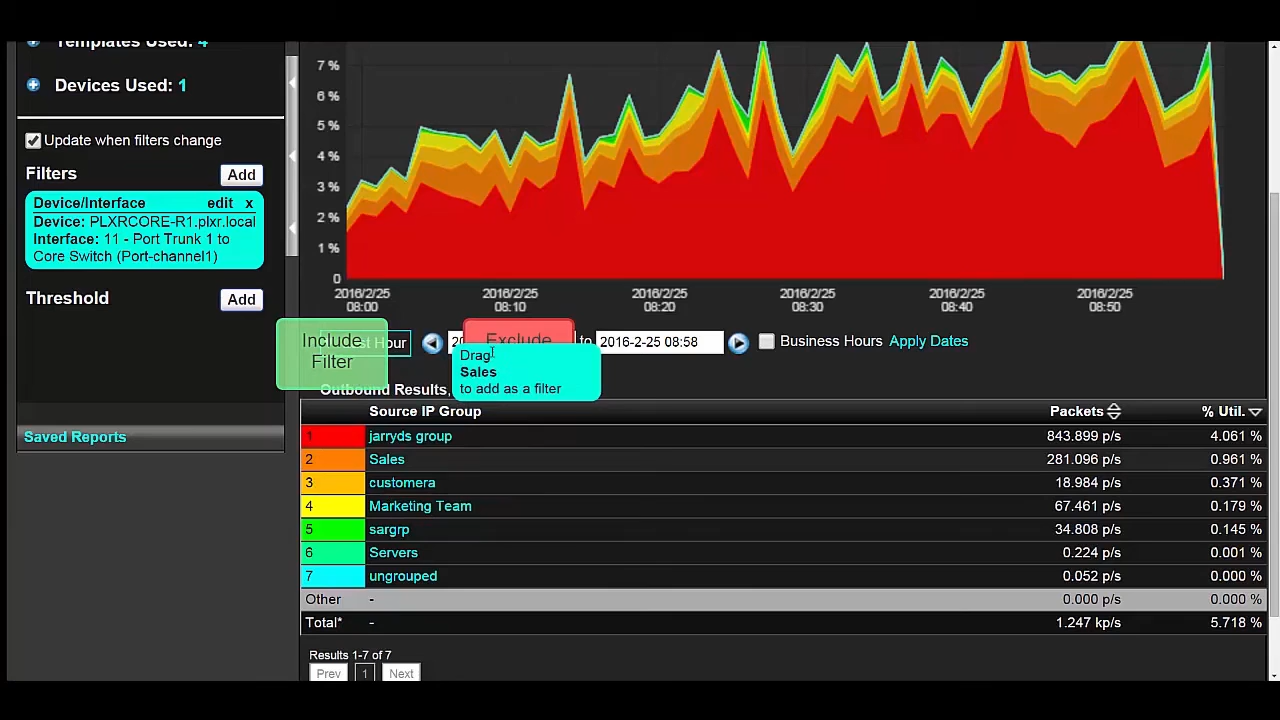 Templates Used: 4
Devices Used: 1
Update when filters change
Filters Add
Device/Interface edit x
Device: PLXRCORE-R1.plxr.local
Interface: 11 - Port Trunk 1 to
Core Switch (Port-channel1)
Threshold Add
Saved Reports
7 %
6 %
5 %
4 %
3 %
2 %
1 %
0
2016/2/25
08:00
2016/2/25
08:10
2016/2/25
08:20
2016/2/25
08:30
2016/2/25
08:40
2016/2/25
08:50
Include
Filter
Hour
Exclude
to 2016-2-25 08:58
Business Hours Apply Dates
Drag
Sales
to add as a filter
Outbound Results,
Source IP Group Packets % Util.
1 jarryds group 843.899 p/s 4.061 %
2 Sales 281.096 p/s 0.961 %
3 customera 18.984 p/s 0.371 %
4 Marketing Team 67.461 p/s 0.179 %
5 sargrp 34.808 p/s 0.145 %
6 Servers 0.224 p/s 0.001 %
7 ungrouped 0.052 p/s 0.000 %
Other - 0.000 p/s 0.000 %
Total* - 1.247 kp/s 5.718 %
Results 1-7 of 7
Prev 1 Next